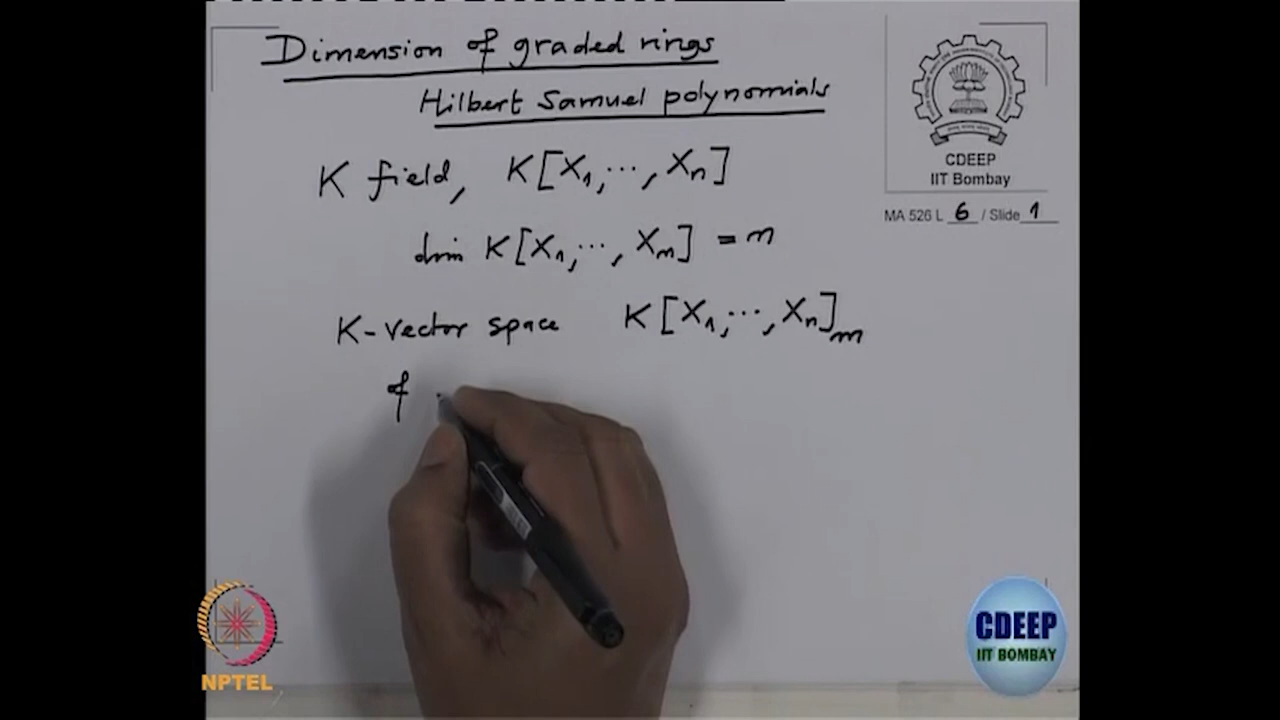 Dimension of graded rings
Hilbert Samuel polynomials
K field, K[X₁,⋯, Xₙ]
dim K[X₁,⋯, Xₘ] = m
K-vector space K[X₁,⋯, Xₙ]ₘ
of
CDEEP
IIT Bombay
MA 526 L 6 / Slide 1
NPTEL
CDEEP
IIT BOMBAY